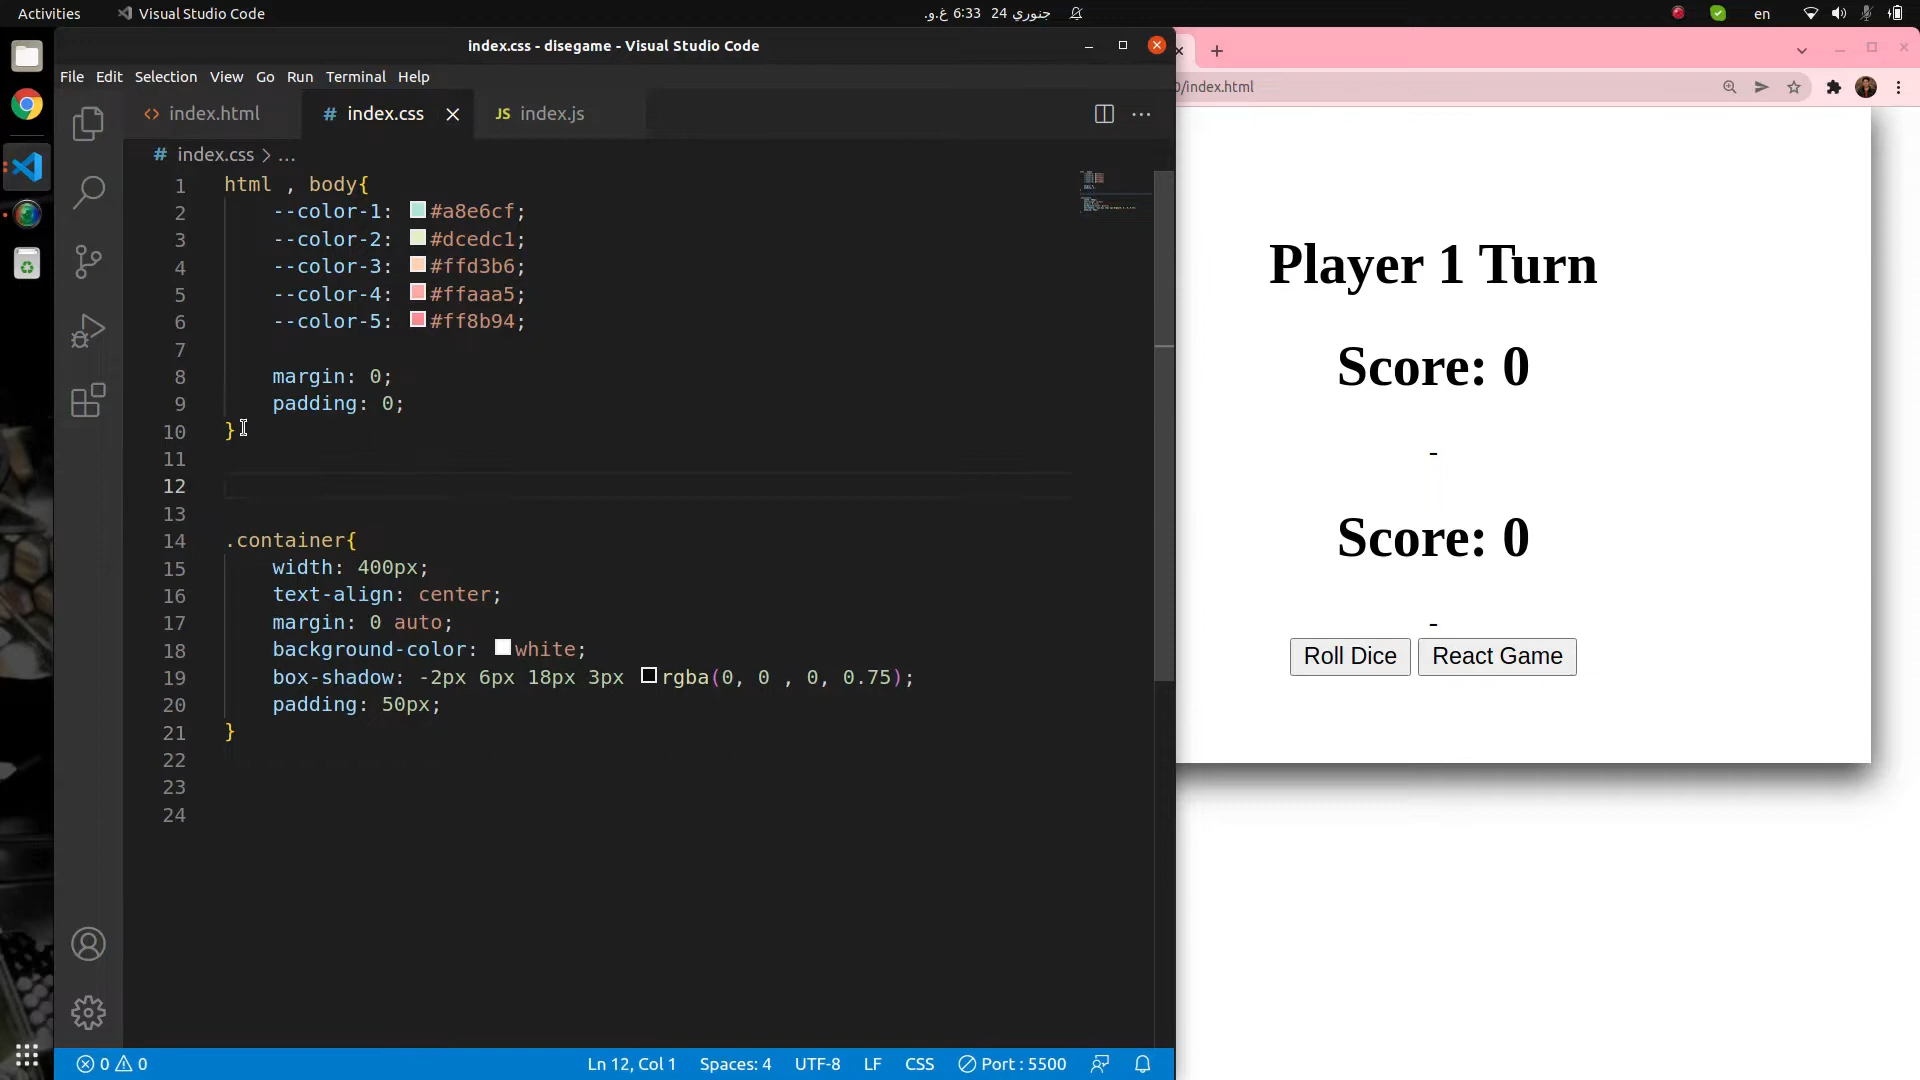 Activities
Visual Studio Code
جنوري 24  6:33 غ.و.
en
index.css - disegame - Visual Studio Code
File Edit Selection View Go Run Terminal Help
index.html
# index.css
JS index.js
0/index.html
# index.css > ...
1 html , body{
2 --color-1: #a8e6cf;
3 --color-2: #dcedc1;
4 --color-3: #ffd3b6;
5 --color-4: #ffaaa5;
6 --color-5: #ff8b94;
7
8 margin: 0;
9 padding: 0;
10 }
11
12
13
14 .container{
15 width: 400px;
16 text-align: center;
17 margin: 0 auto;
18 background-color: white;
19 box-shadow: -2px 6px 18px 3px rgba(0, 0 , 0, 0.75);
20 padding: 50px;
21 }
22
23
24
Player 1 Turn
Score: 0
-
Score: 0
-
Roll Dice
React Game
0 0
Ln 12, Col 1
Spaces: 4
UTF-8
LF
CSS
Port : 5500